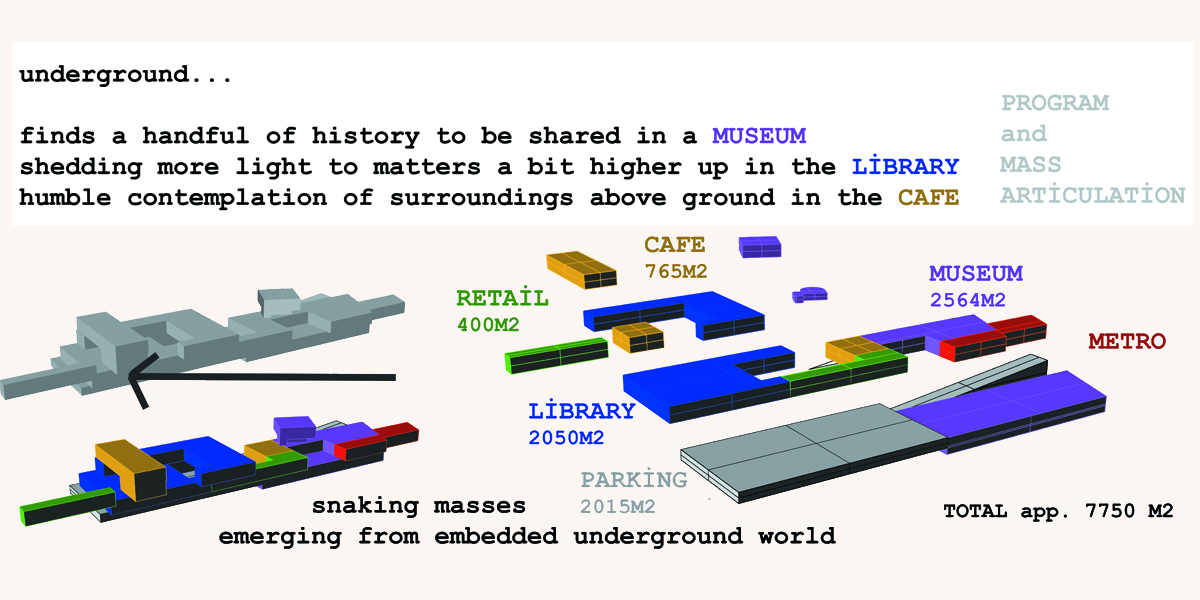 underground...
finds a handful of history to be shared in a MUSEUM
shedding more light to matters a bit higher up in the LİBRARY
humble contemplation of surroundings above ground in the CAFE
PROGRAM
and
MASS
ARTİCULATİON
CAFE
765M2
MUSEUM
2564M2
RETAİL
400M2
METRO
LİBRARY
2050M2
PARKİNG
2015M2
snaking masses
emerging from embedded underground world
TOTAL app. 7750 M2